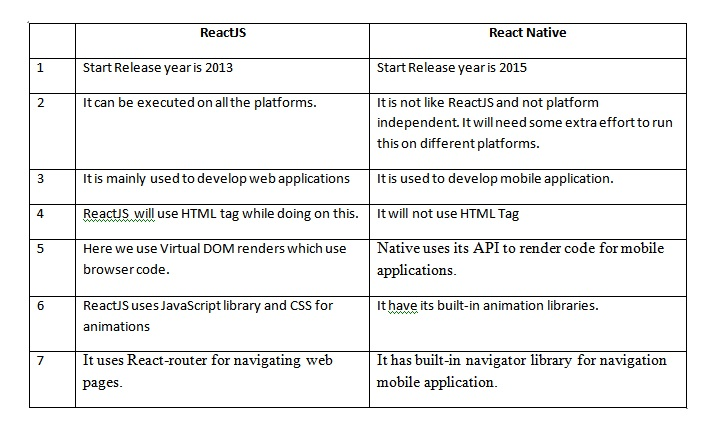 ReactJS React Native
1 Start Release year is 2013 Start Release year is 2015
2 It can be executed on all the platforms. It is not like ReactJS and not platform
independent. It will need some extra effort to run
this on different platforms.
3 It is mainly used to develop web applications It is used to develop mobile application.
4 ReactJS will use HTML tag while doing on this. It will not use HTML Tag
5 Here we use Virtual DOM renders which use Native uses its API to render code for mobile
browser code. applications.
6 ReactJS uses JavaScript library and CSS for It have its built-in animation libraries.
animations
7 It uses React-router for navigating web It has built-in navigator library for navigation
pages. mobile application.